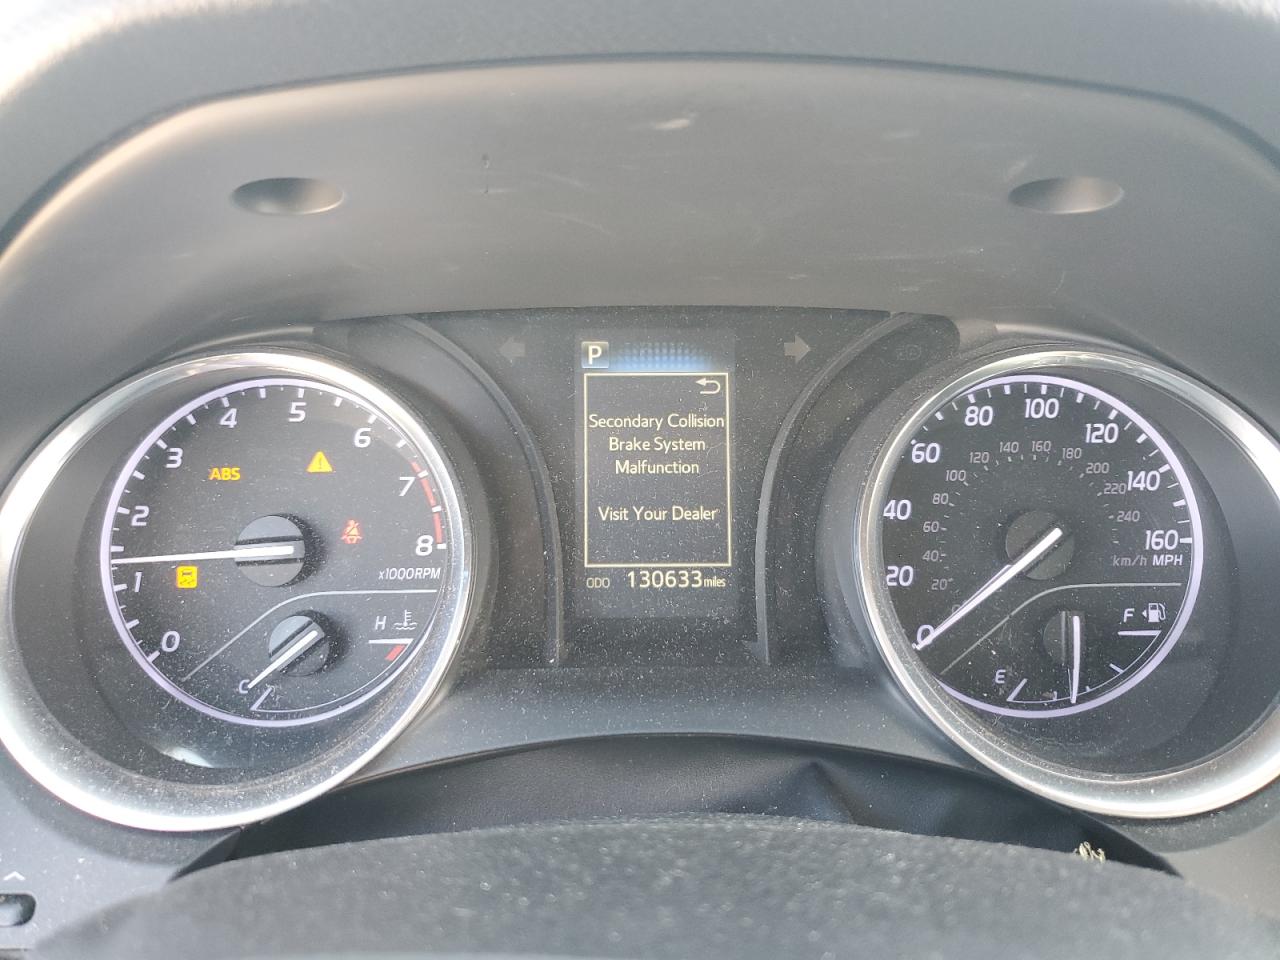 P
Secondary Collision
Brake System
Malfunction
Visit Your Dealer
ODO 130633 miles
ABS
0
1
2
3
4
5
6
7
8
x1000RPM
H
C
0
20
40
60
80
100
120
140
160
20
40
60
80
100
120
140
160
180
200
220
240
km/h MPH
F
E